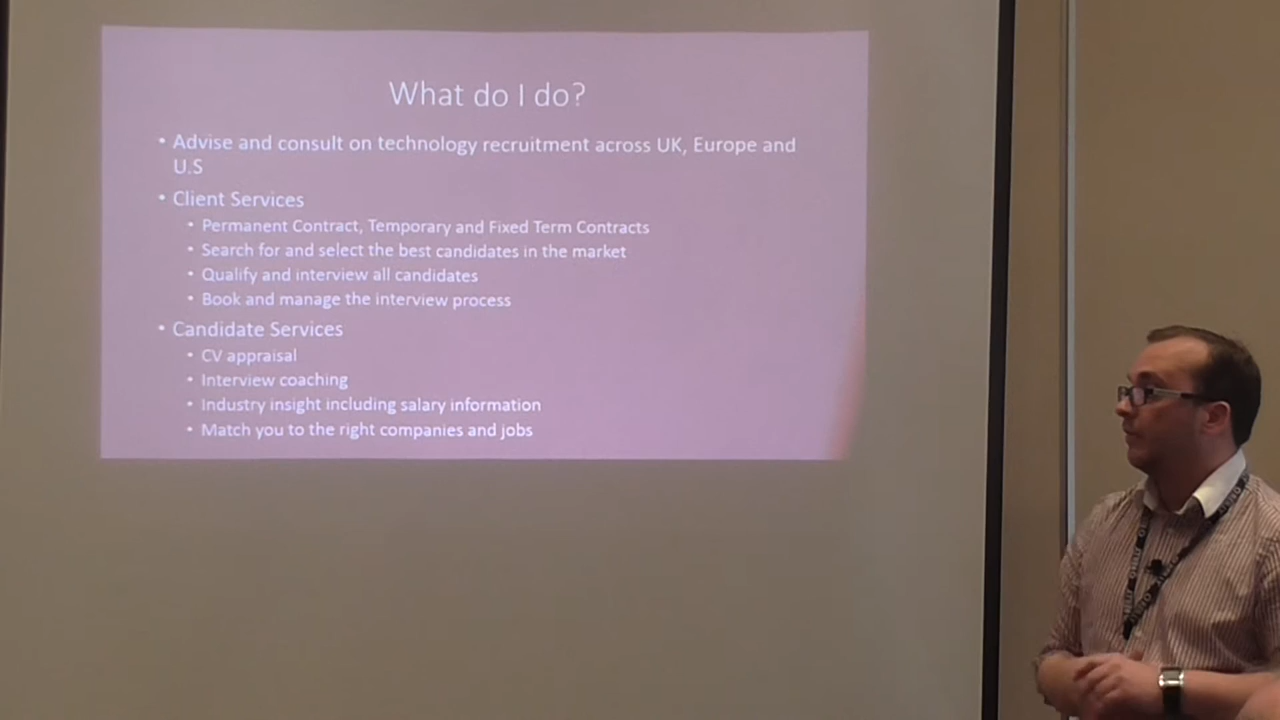 What do I do?
• Advise and consult on technology recruitment across UK, Europe and
U.S
• Client Services
• Permanent Contract, Temporary and Fixed Term Contracts
• Search for and select the best candidates in the market
• Qualify and interview all candidates
• Book and manage the interview process
• Candidate Services
• CV appraisal
• Interview coaching
• Industry insight including salary information
• Match you to the right companies and jobs